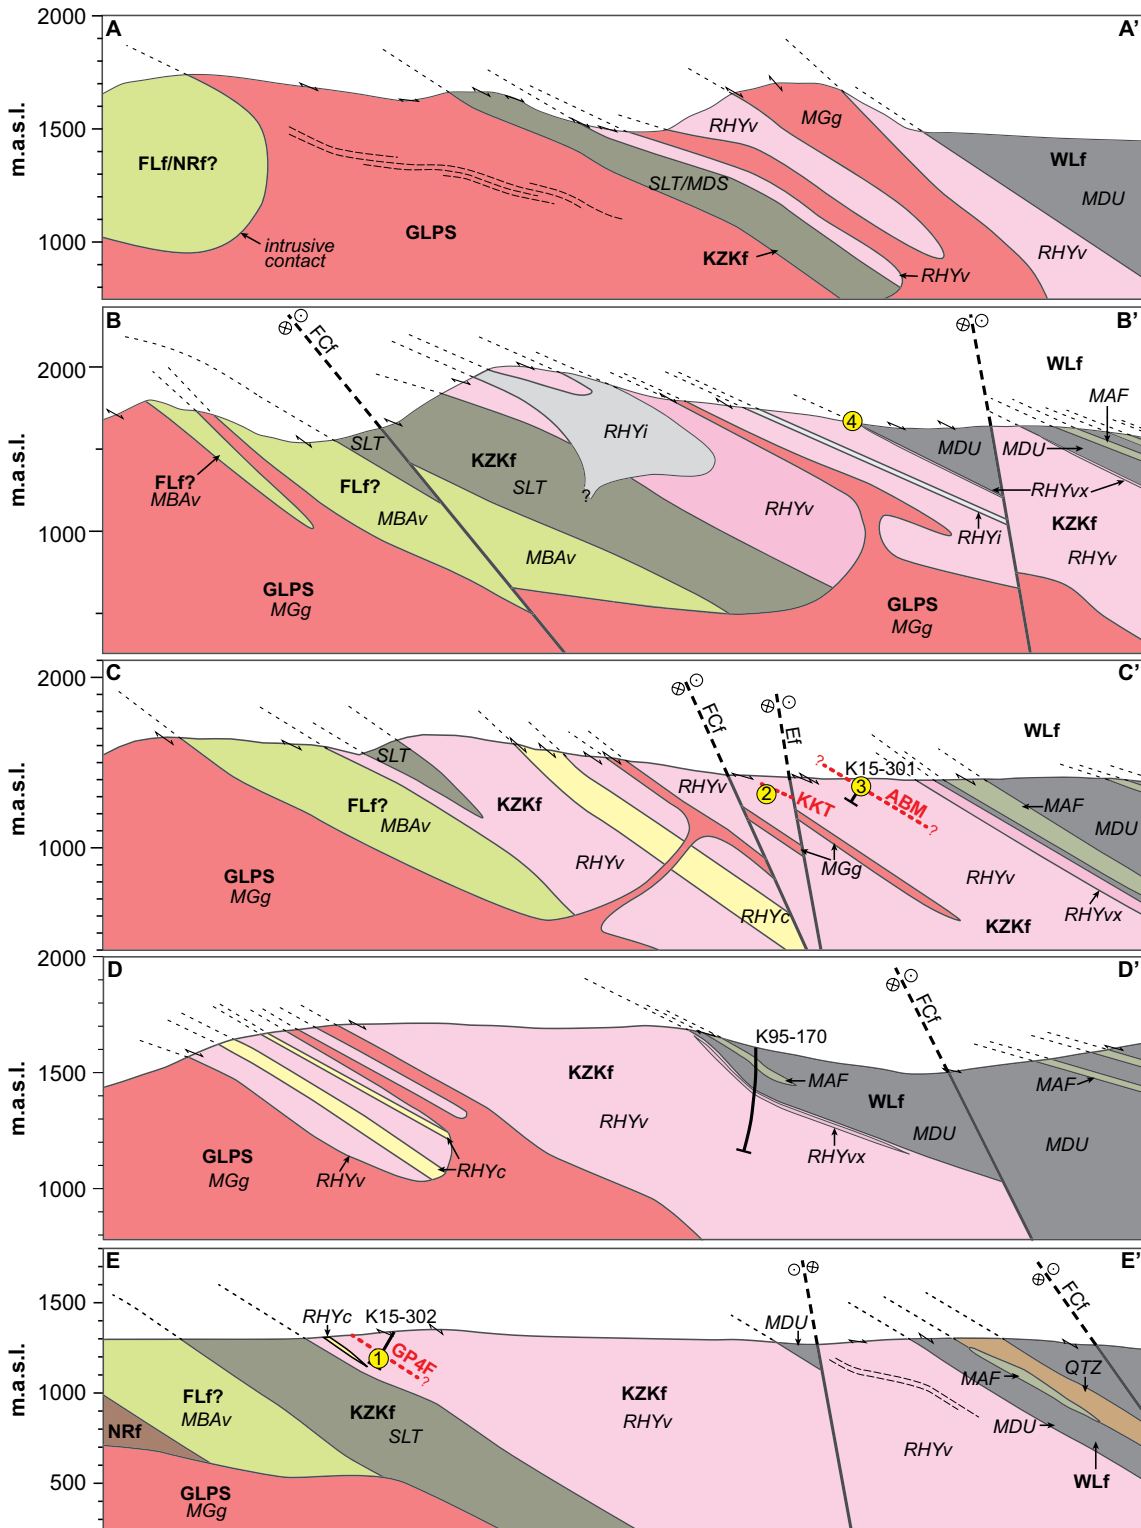 2000
A
A'
1500
1000
m.a.s.l.
FLf/NRf?
intrusive
contact
GLPS
SLT/MDS
KZKf
RHYv
MGg
RHYv
WLf
MDU
RHYv
B
B'
2000
1000
m.a.s.l.
FCf
SLT
FLf?
MBAv
FLf?
MBAv
MBAv
GLPS
MGg
KZKf
SLT
RHYi
?
RHYv
4
WLf
MAF
MDU
MDU
RHYvx
RHYi
KZKf
RHYv
GLPS
MGg
C
C'
2000
1000
m.a.s.l.
SLT
FLf?
MBAv
GLPS
MGg
KZKf
RHYv
RHYc
FCf
Ef
RHYv
2
KKT
?
K15-301
3
ABM
?
MGg
WLf
MAF
MDU
RHYv
RHYvx
KZKf
D
D'
2000
1500
1000
m.a.s.l.
GLPS
MGg
RHYv
RHYc
KZKf
RHYv
K95-170
MAF
WLf
MDU
RHYvx
FCf
MAF
MDU
E
E'
1500
1000
500
m.a.s.l.
RHYc
K15-302
1
GP4F
?
FLf?
MBAv
NRf
GLPS
MGg
KZKf
SLT
KZKf
RHYv
MDU
FCf
MAF
QTZ
MDU
RHYv
WLf